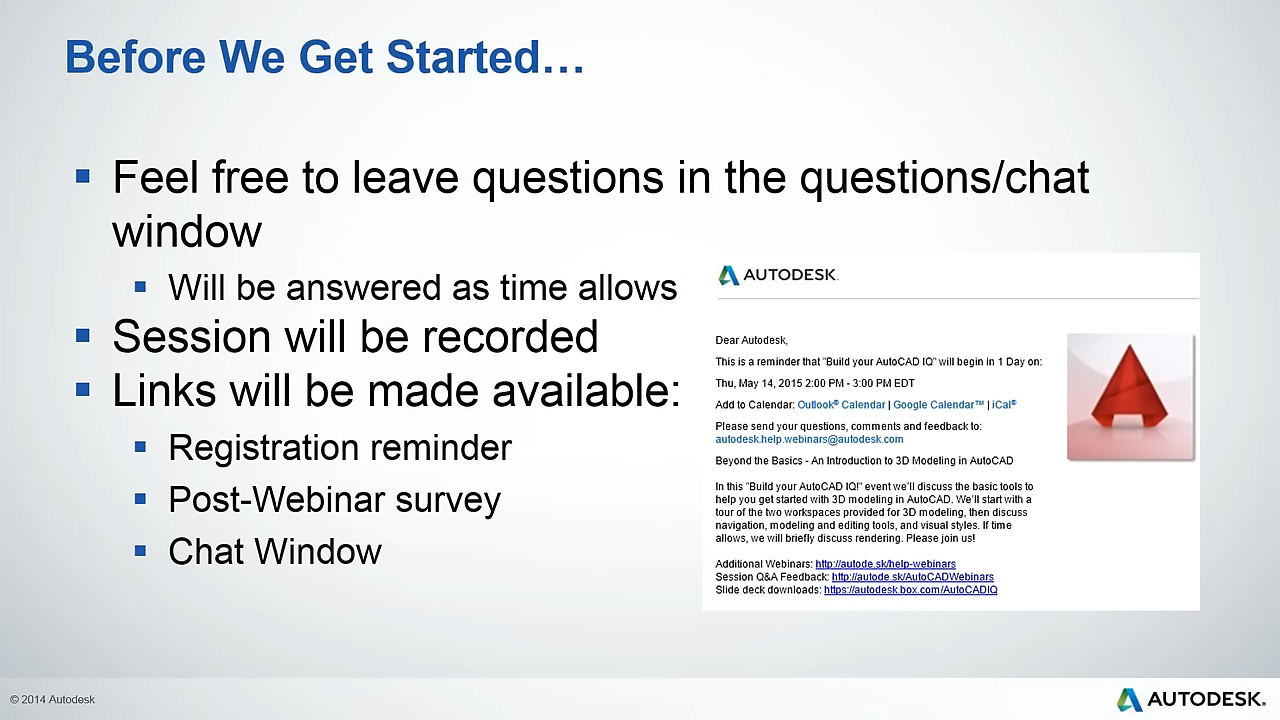 Before We Get Started…
Feel free to leave questions in the questions/chat
window
Will be answered as time allows
Session will be recorded
Links will be made available:
Registration reminder
Post-Webinar survey
Chat Window
AUTODESK.
Dear Autodesk,
This is a reminder that "Build your AutoCAD IQ" will begin in 1 Day on:
Thu, May 14, 2015 2:00 PM - 3:00 PM EDT
Add to Calendar: Outlook® Calendar | Google Calendar™ | iCal®
Please send your questions, comments and feedback to:
autodesk.help.webinars@autodesk.com
Beyond the Basics - An Introduction to 3D Modeling in AutoCAD
In this "Build your AutoCAD IQ!" event we'll discuss the basic tools to
help you get started with 3D modeling in AutoCAD. We'll start with a
tour of the two workspaces provided for 3D modeling, then discuss
navigation, modeling and editing tools, and visual styles. If time
allows, we will briefly discuss rendering. Please join us!
Additional Webinars: http://autode.sk/help-webinars
Session Q&A Feedback: http://autode.sk/AutoCADWebinars
Slide deck downloads: https://autodesk.box.com/AutoCADIQ
© 2014 Autodesk
AUTODESK.